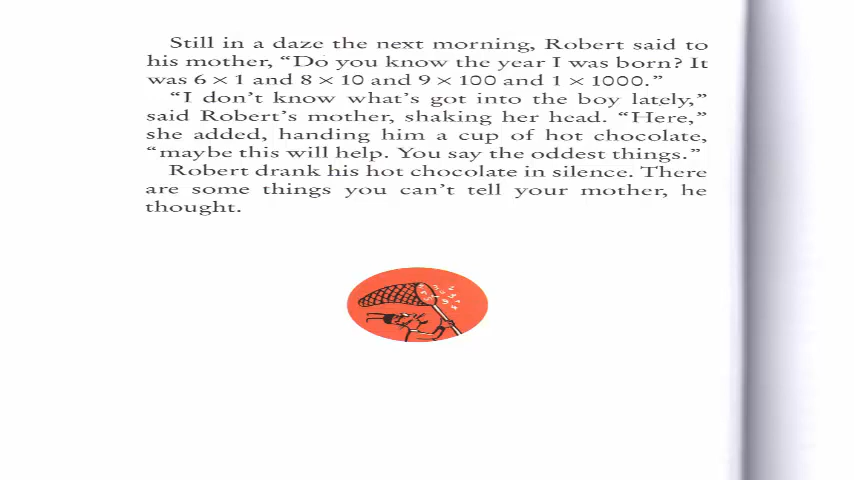 Still in a daze the next morning, Robert said to
his mother, “Do you know the year I was born? It
was 6 × 1 and 8 × 10 and 9 × 100 and 1 × 1000.”
“I don’t know what’s got into the boy lately,”
said Robert’s mother, shaking her head. “Here,”
she added, handing him a cup of hot chocolate,
“maybe this will help. You say the oddest things.”
Robert drank his hot chocolate in silence. There
are some things you can’t tell your mother, he
thought.